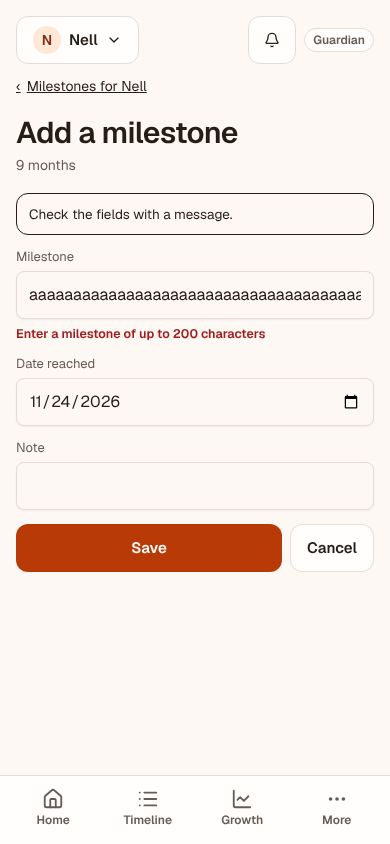 N Nell Guardian
‹ Milestones for Nell
Add a milestone
9 months
Check the fields with a message.
Milestone
aaaaaaaaaaaaaaaaaaaaaaaaaaaaaaaaaaaaaa
Enter a milestone of up to 200 characters
Date reached
11/24/2026
Note
Save Cancel
Home Timeline Growth More